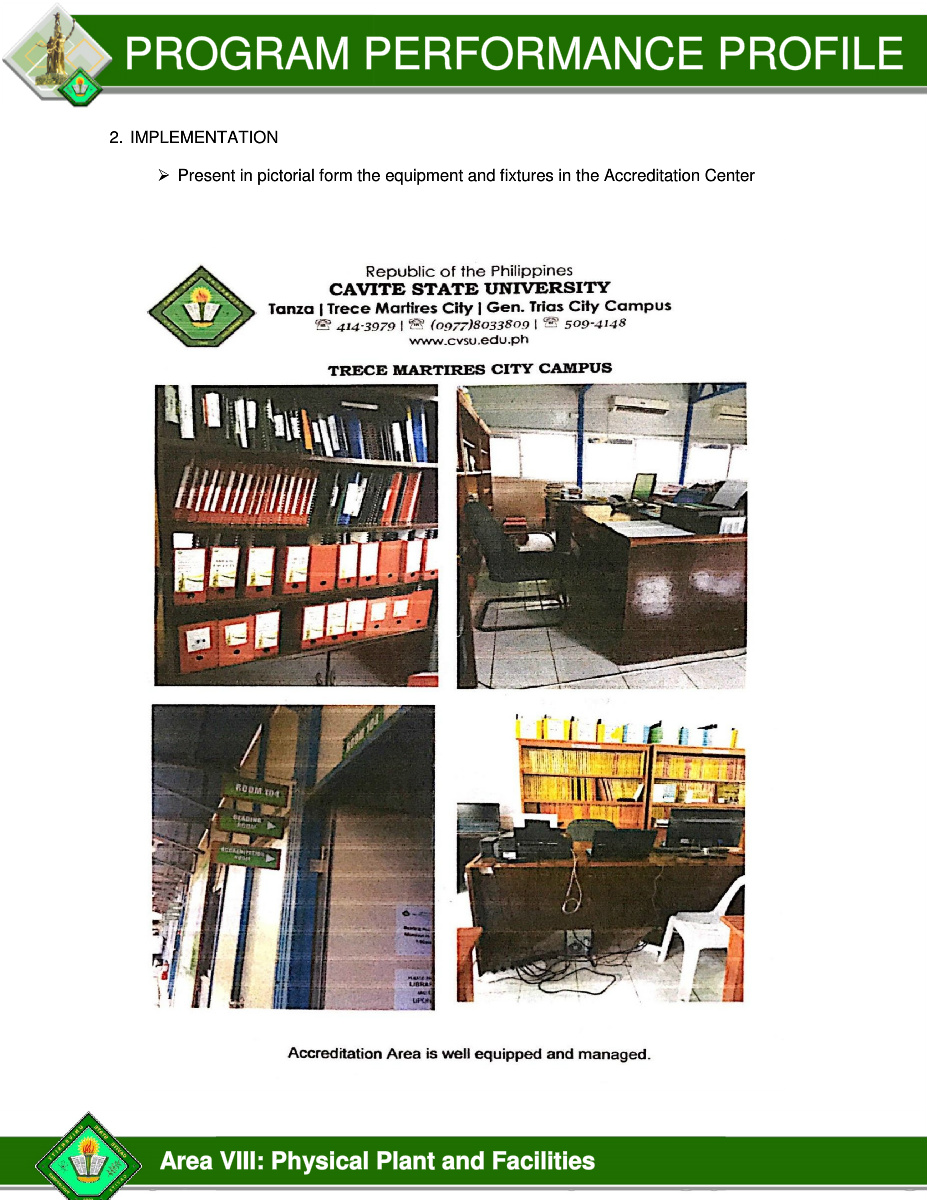 PROGRAM PERFORMANCE PROFILE
2. IMPLEMENTATION
➢ Present in pictorial form the equipment and fixtures in the Accreditation Center
Republic of the Philippines
CAVITE STATE UNIVERSITY
Tanza | Trece Martires City | Gen. Trias City Campus
☏ 414-3979 | ☏ (0977)8033809 | ☏ 509-4148
www.cvsu.edu.ph
TRECE MARTIRES CITY CAMPUS
ROOM 104
ROOM 104
READING
ROOM
ACCREDITATION
ROOM
Accreditation Area is well equipped and managed.
Area VIII: Physical Plant and Facilities